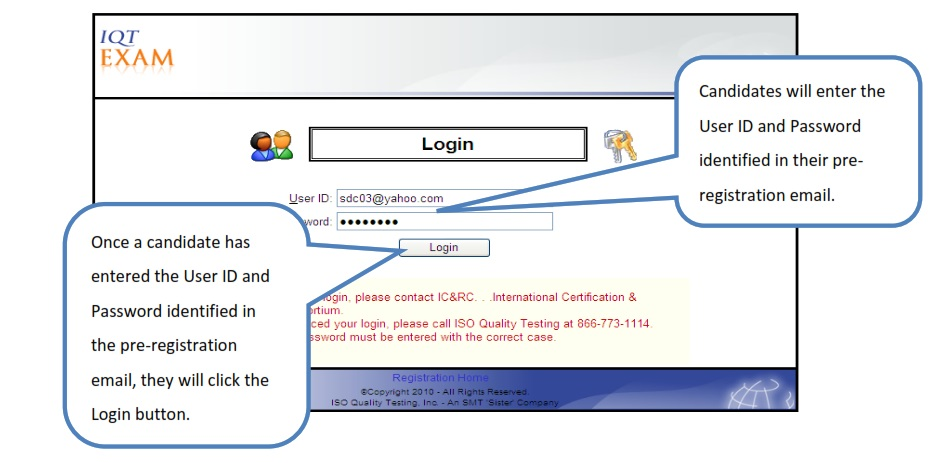 IQT
EXAM
Login
Candidates will enter the
User ID and Password
identified in their pre-
registration email.
User ID: sdc03@yahoo.com
word: ●●●●●●●●
Login
Once a candidate has
entered the User ID and
Password identified in
the pre-registration
email, they will click the
Login button.
login, please contact IC&RC. . .International Certification &
ortium.
ced your login, please call ISO Quality Testing at 866-773-1114.
ssword must be entered with the correct case.
Registration Home
©Copyright 2010 - All Rights Reserved.
ISO Quality Testing, Inc. - An SMT 'Sister' Company